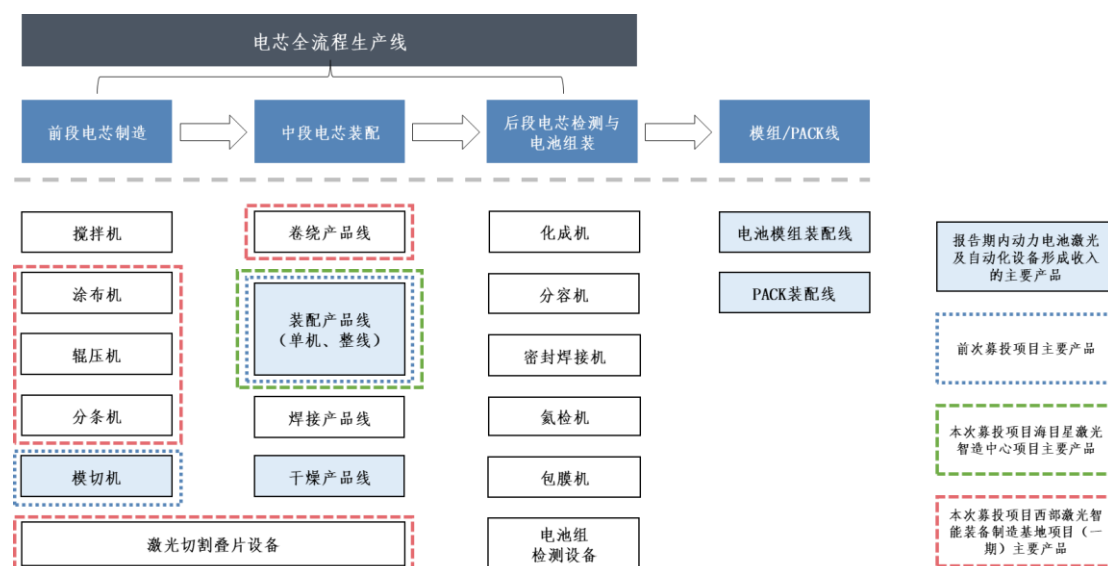 电芯全流程生产线
前段电芯制造
中段电芯装配
后段电芯检测与
电池组装
模组/PACK线
搅拌机
涂布机
辊压机
分条机
模切机
激光切割叠片设备
卷绕产品线
装配产品线
（单机、整线）
焊接产品线
干燥产品线
化成机
分容机
密封焊接机
氦检机
包膜机
电池组
检测设备
电池模组装配线
PACK装配线
报告期内动力电池激光
及自动化设备形成收入
的主要产品
前次募投项目主要产品
本次募投项目海目星激光
智造中心项目主要产品
本次募投项目西部激光智
能装备制造基地项目（一
期）主要产品